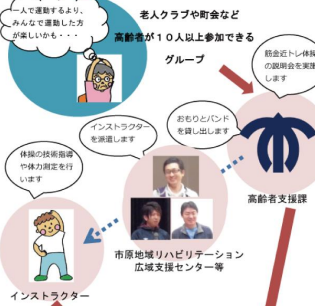 一人で運動するより、
みんなで運動した方
が楽しいかも・・・
老人クラブや町会など
高齢者が１０人以上参加できる
グループ
筋金近トレ体操
の説明会を実施
します
インストラクター
を派遣します
おもりとバンド
を貸し出します
体操の技術指導
や体力測定を行
います
高齢者支援課
市原地域リハビリテーション
広域支援センター等
インストラクター